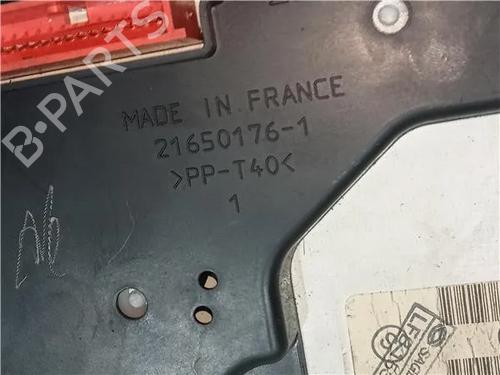 B-PARTS
MADE IN FRANCE
21650176-1
>PP-T40<
1